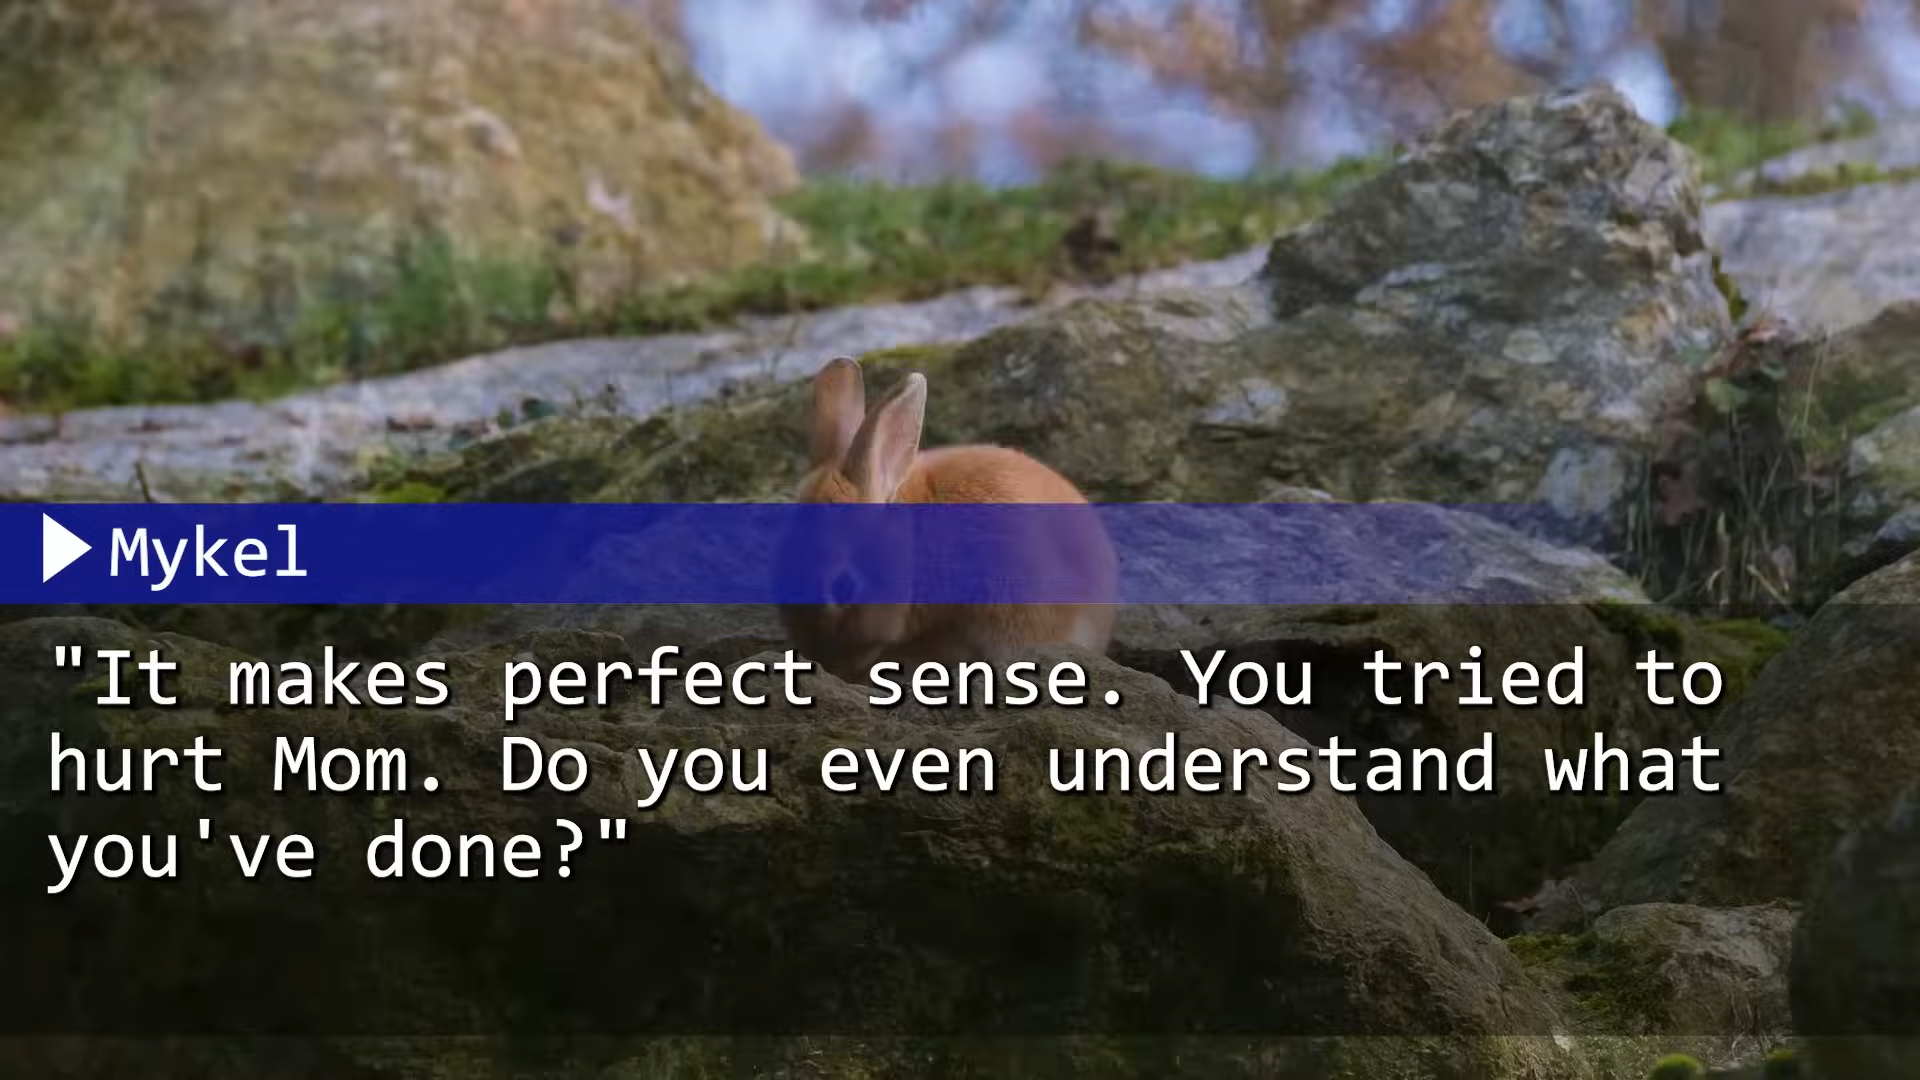 Mykel
"It makes perfect sense. You tried to
hurt Mom. Do you even understand what
you've done?"